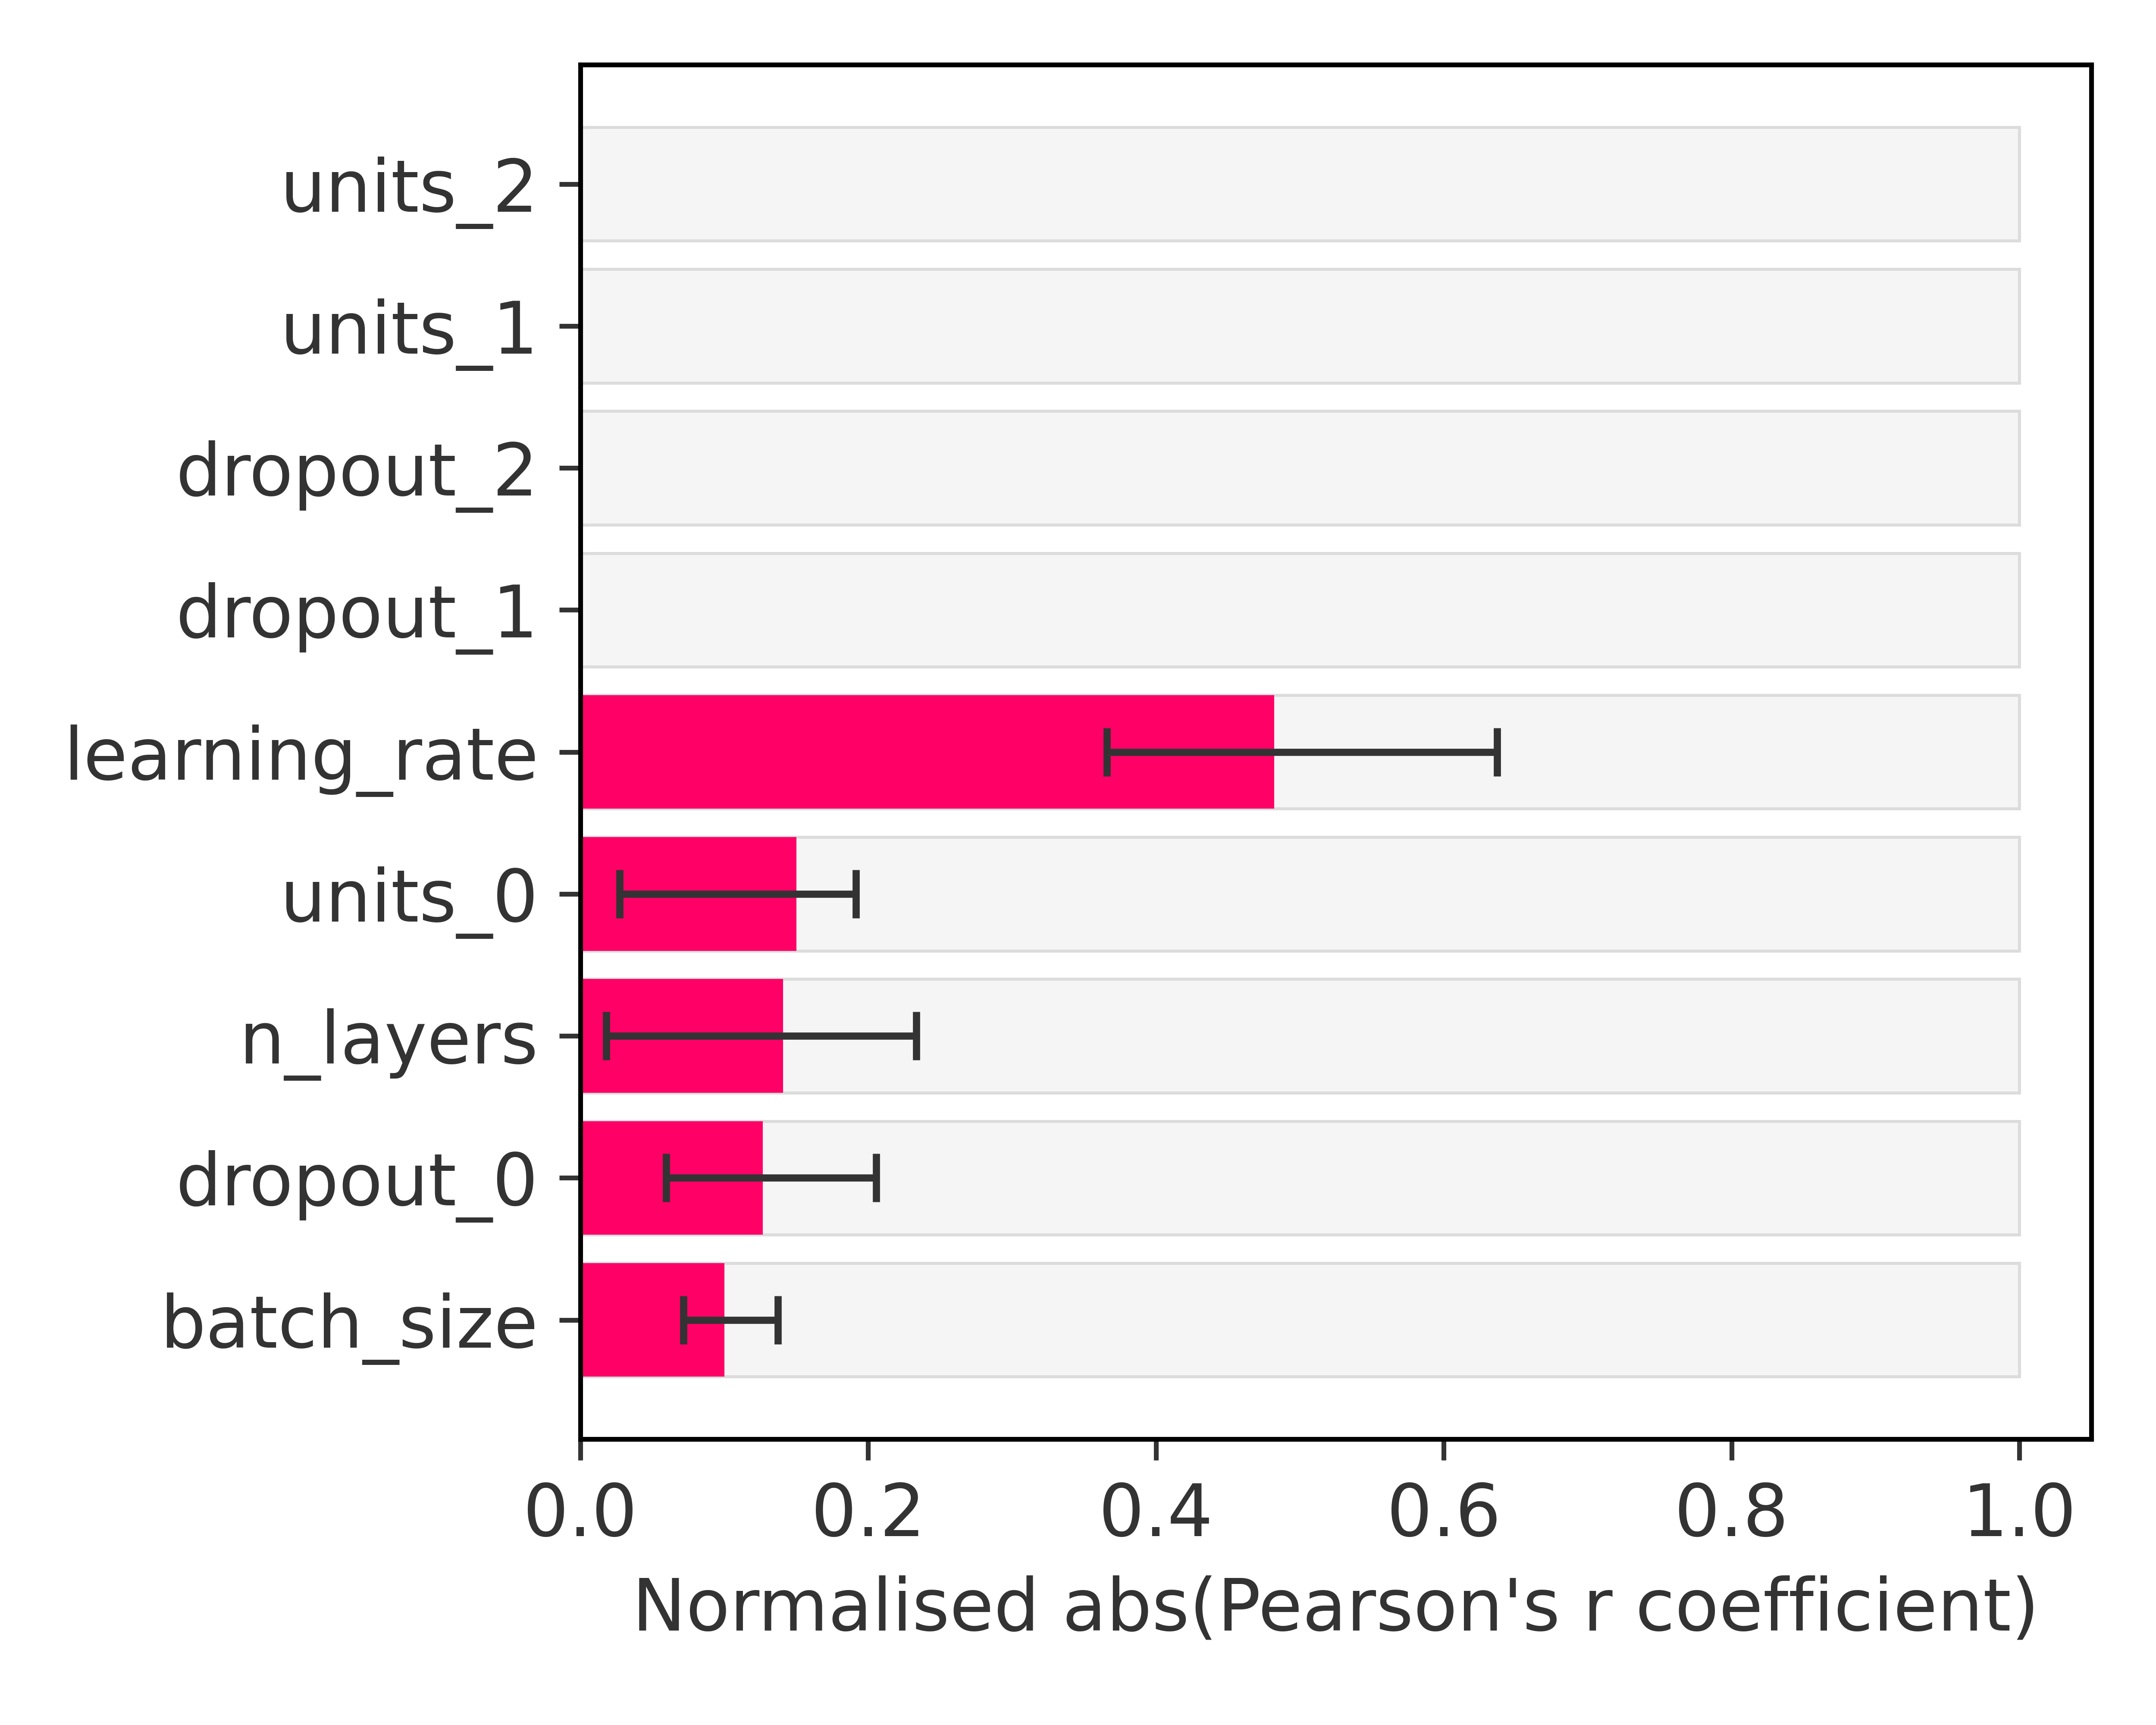 units_2
units_1
dropout_2
dropout_1
learning_rate
units_0
n_layers
dropout_0
batch_size
0.0 0.2 0.4 0.6 0.8 1.0
Normalised abs(Pearson's r coefficient)